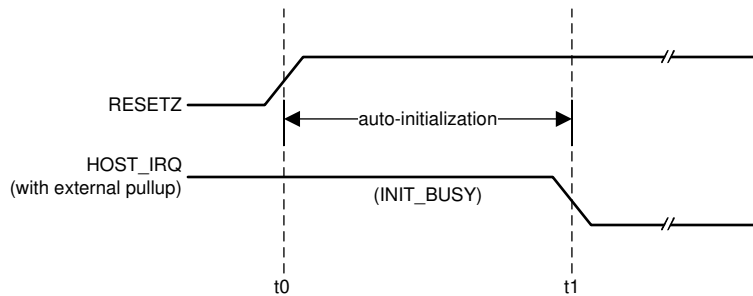 RESETZ
auto-initialization
HOST_IRQ
(with external pullup)
(INIT_BUSY)
t0
t1